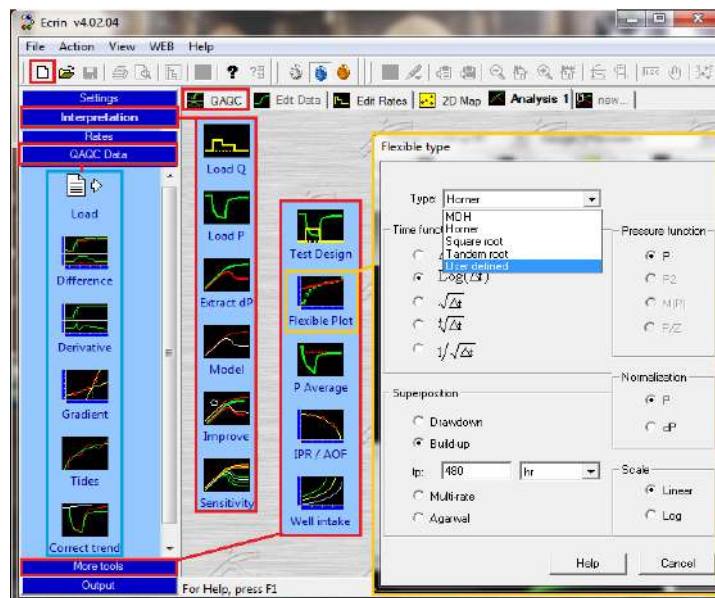 Ecrin v4.02.04
File Action View WEB Help
Settings
Interpretation
Rates
QAQC Data
Load
Difference
Derivative
Gradient
Tides
Correct trend
More tools
Output
QAQC Edit Data Edit Rates 2D Map Analysis 1 new...
Load Q
Load P
Extract dP
Model
Improve
Sensitivity
Test Design
Flexible Plot
P Average
IPR / AOF
Well intake
For Help, press F1
Flexible type
Type: Horner
MDH
Horner
Square root
Tandem root
User defined
Time funct
Log(Δt)
√Δt
∜Δt
1/√Δt
Pressure function
P
P2
M(P)
P/Z
Superposition
Drawdown
Build-up
tp: 480 hr
Multi-rate
Agarwal
Normalization
P
dP
Scale
Linear
Log
Help Cancel